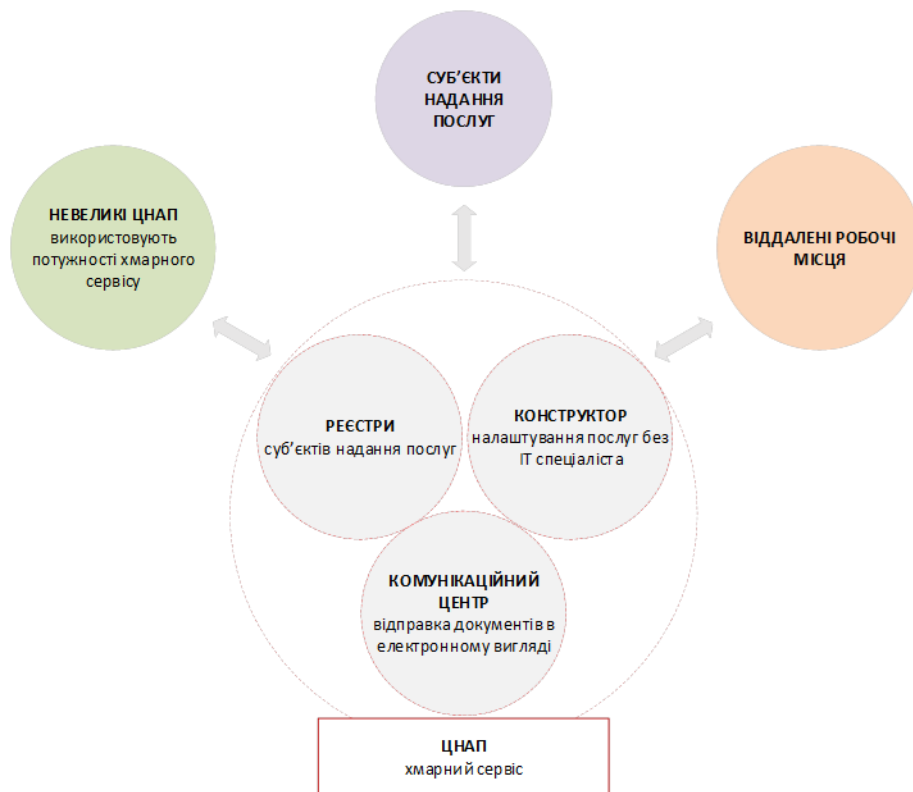 СУБ’ЄКТИ
НАДАННЯ
ПОСЛУГ
НЕВЕЛИКІ ЦНАП
використовують
потужності хмарного
сервісу
ВІДДАЛЕНІ РОБОЧІ
МІСЦЯ
РЕЄСТРИ
суб’єктів надання послуг
КОНСТРУКТОР
налаштування послуг без
ІТ спеціаліста
КОМУНІКАЦІЙНИЙ
ЦЕНТР
відправка документів в
електронному вигляді
ЦНАП
хмарний сервіс